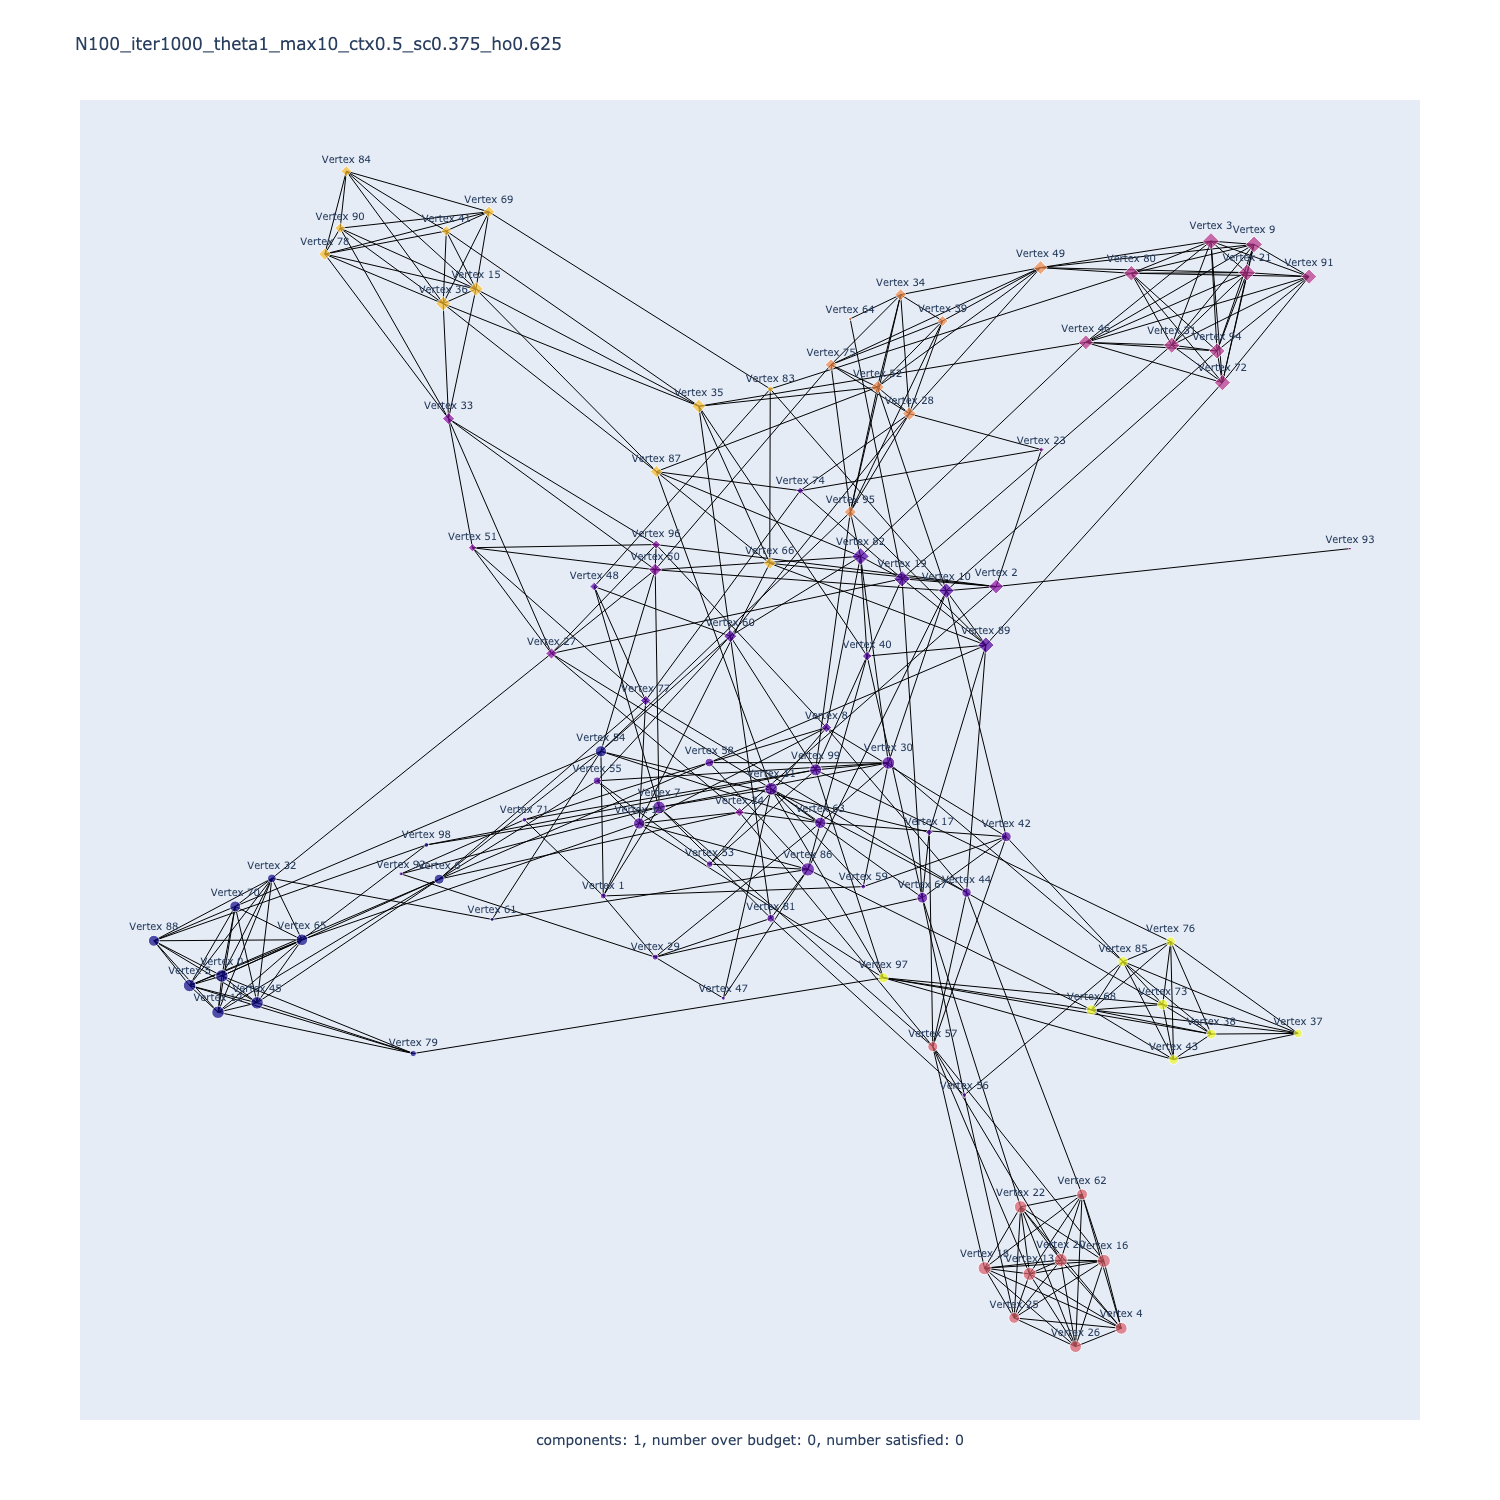 N100_iter1000_theta1_max10_ctx0.5_sc0.375_ho0.625
Vertex 84
Vertex 69
Vertex 90
Vertex 41
Vertex 78
Vertex 15
Vertex 36
Vertex 3
Vertex 9
Vertex 49
Vertex 80
Vertex 21
Vertex 91
Vertex 34
Vertex 64
Vertex 39
Vertex 46
Vertex 31
Vertex 94
Vertex 75
Vertex 72
Vertex 83
Vertex 52
Vertex 35
Vertex 28
Vertex 33
Vertex 23
Vertex 87
Vertex 74
Vertex 95
Vertex 51
Vertex 96
Vertex 82
Vertex 93
Vertex 66
Vertex 50
Vertex 19
Vertex 48
Vertex 10
Vertex 2
Vertex 60
Vertex 89
Vertex 27
Vertex 40
Vertex 77
Vertex 8
Vertex 54
Vertex 58
Vertex 99
Vertex 30
Vertex 55
Vertex 7
Vertex 71
Vertex 63
Vertex 17
Vertex 42
Vertex 98
Vertex 53
Vertex 86
Vertex 92
Vertex 6
Vertex 32
Vertex 1
Vertex 59
Vertex 67
Vertex 44
Vertex 70
Vertex 61
Vertex 81
Vertex 88
Vertex 65
Vertex 76
Vertex 29
Vertex 85
Vertex 0
Vertex 97
Vertex 45
Vertex 47
Vertex 68
Vertex 73
Vertex 38
Vertex 37
Vertex 79
Vertex 57
Vertex 43
Vertex 56
Vertex 62
Vertex 22
Vertex 20
Vertex 16
Vertex 18
Vertex 13
Vertex 25
Vertex 4
Vertex 26
components: 1, number over budget: 0, number satisfied: 0